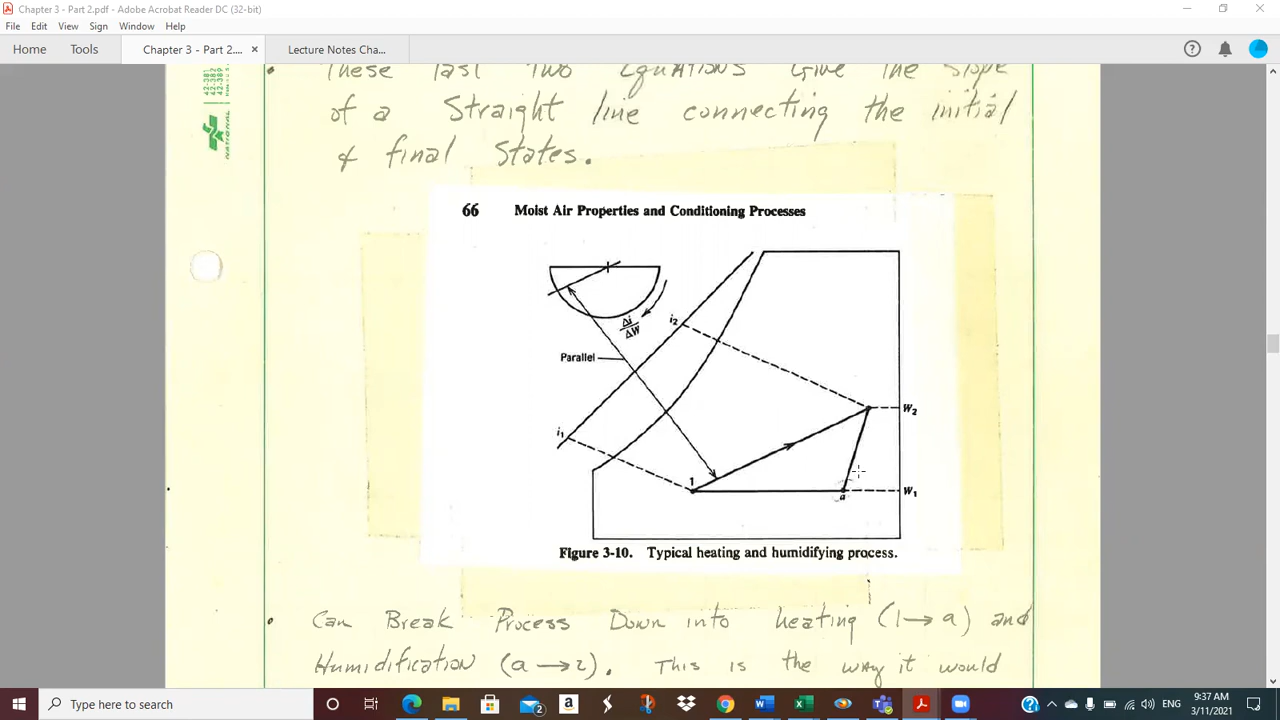 Chapter 3 - Part 2.pdf - Adobe Acrobat Reader DC (32-bit)
File Edit View Sign Window Help
Home Tools Chapter 3 - Part 2.... × Lecture Notes Cha...
These last two Equations Give the Slope
of a Straight line connecting the initial
& final States.
NATIONAL
66 Moist Air Properties and Conditioning Processes
Δi
ΔW
i₂
Parallel
W₂
i₁
1
a
W₁
Figure 3-10. Typical heating and humidifying process.
Can Break Process Down into heating (1→a) and
Humidification (a→2). This is the way it would
Type here to search
9:37 AM
ENG
3/11/2021